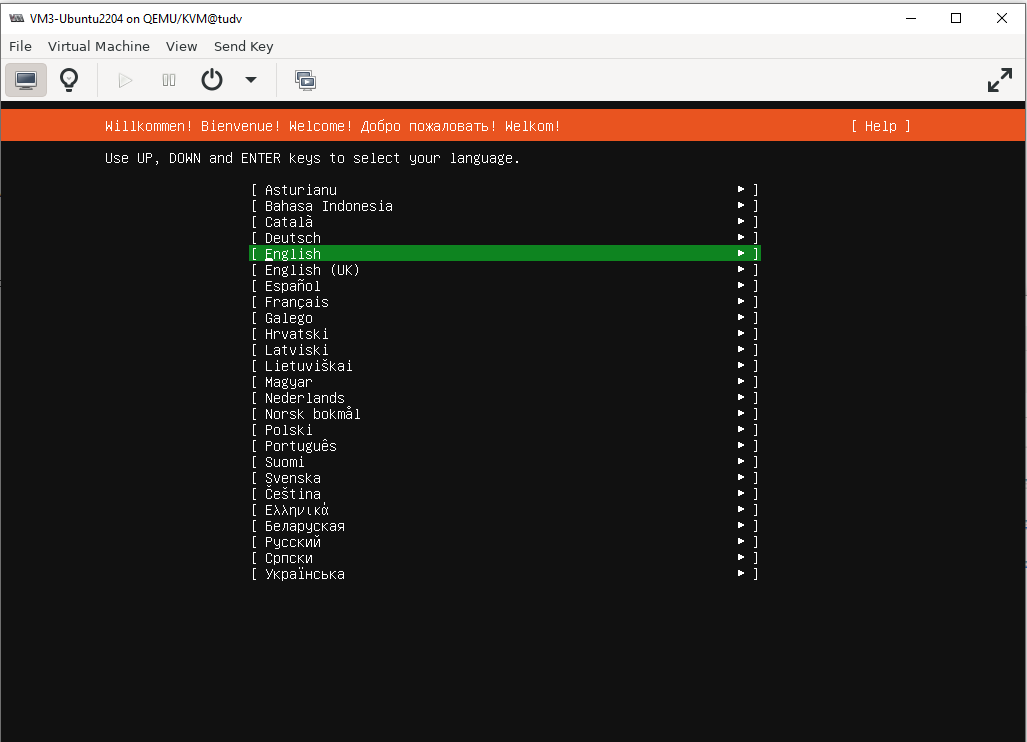 VM3-Ubuntu2204 on QEMU/KVM@tudv
File Virtual Machine View Send Key
Willkommen! Bienvenue! Welcome! Добро пожаловать! Welkom! [ Help ]
Use UP, DOWN and ENTER keys to select your language.
[ Asturianu ► ]
[ Bahasa Indonesia ► ]
[ Català ► ]
[ Deutsch ► ]
[ English ► ]
[ English (UK) ► ]
[ Español ► ]
[ Français ► ]
[ Galego ► ]
[ Hrvatski ► ]
[ Latviski ► ]
[ Lietuviškai ► ]
[ Magyar ► ]
[ Nederlands ► ]
[ Norsk bokmål ► ]
[ Polski ► ]
[ Português ► ]
[ Suomi ► ]
[ Svenska ► ]
[ Čeština ► ]
[ Ελληνικά ► ]
[ Беларуская ► ]
[ Русский ► ]
[ Српски ► ]
[ Українська ► ]